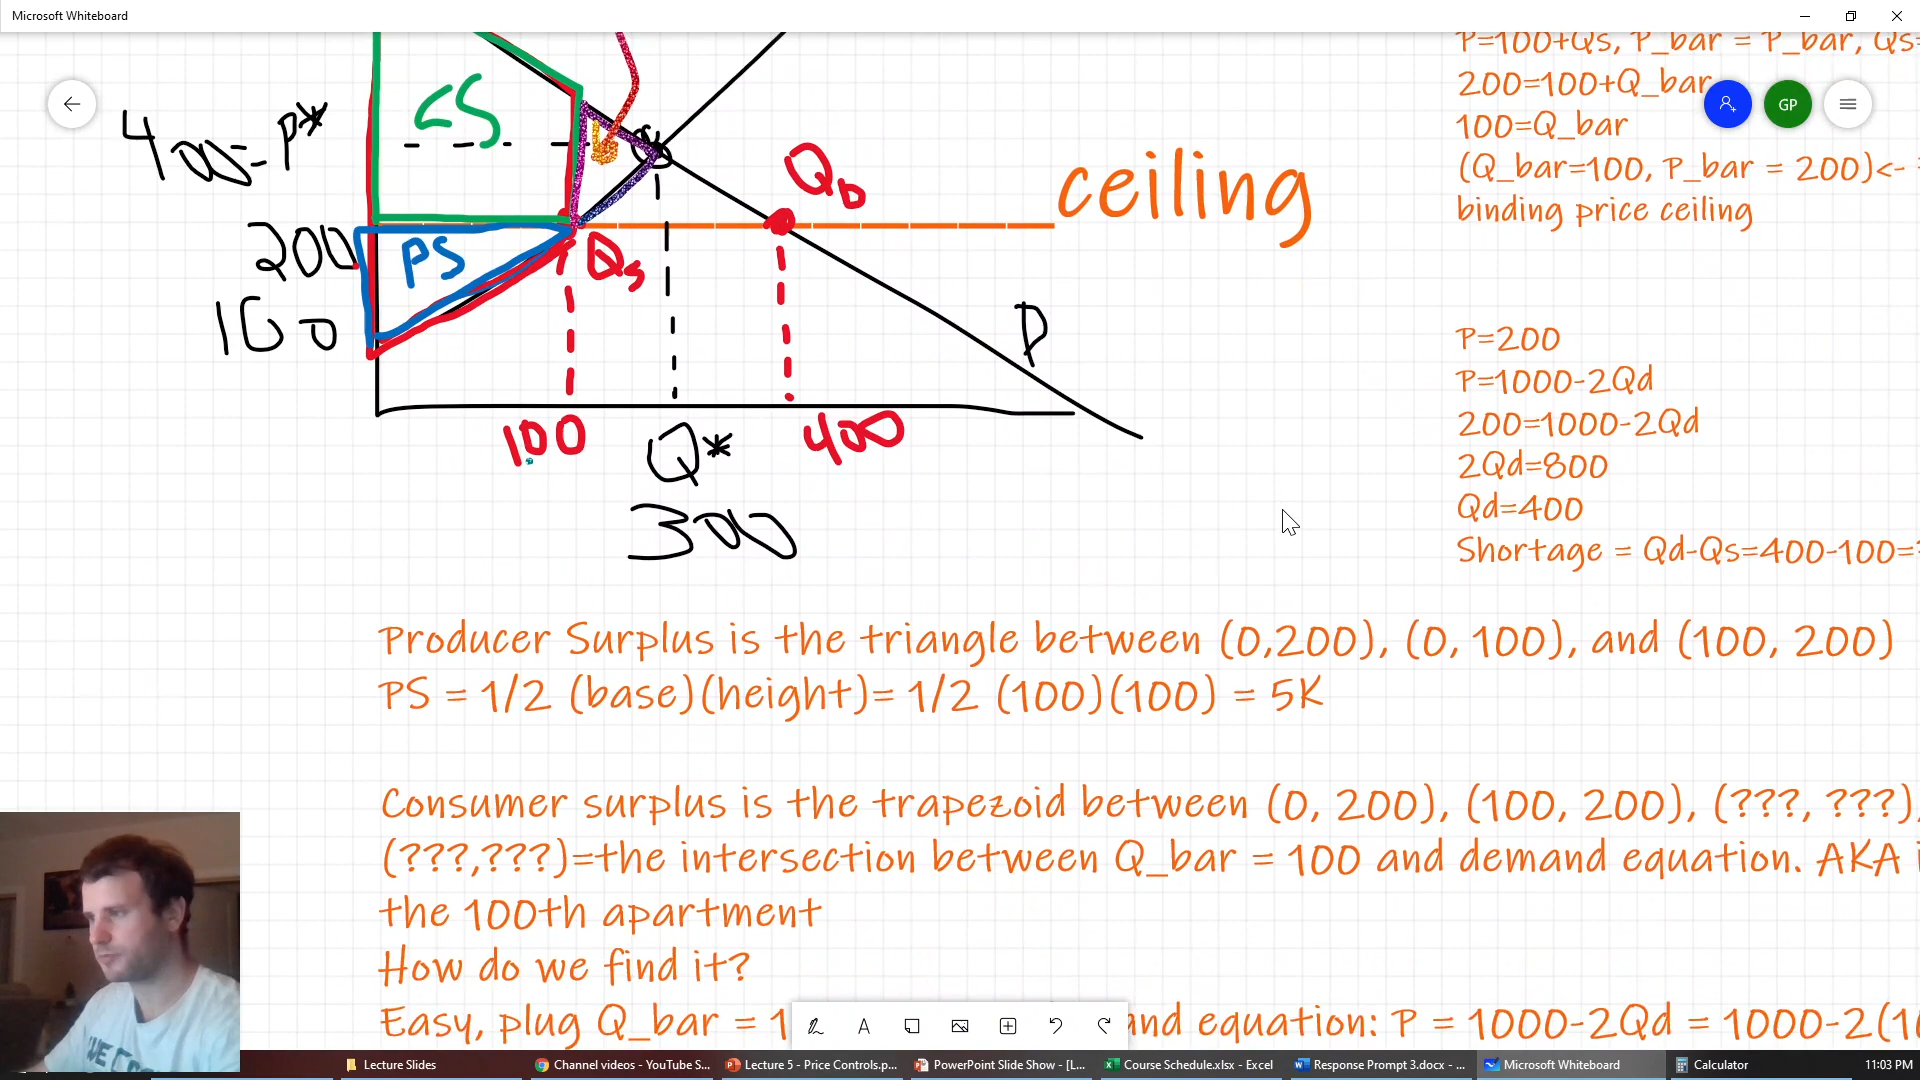 Microsoft Whiteboard
P=100+Qs, P_bar = P_bar, Qs=
200=100+Q_bar
100=Q_bar
(Q_bar=100, P_bar = 200)<-
binding price ceiling
GP
400=P*
CS
QD
ceiling
200
PS
Qs
100
D
100
Q*
400
300
P=200
P=1000-2Qd
200=1000-2Qd
2Qd=800
Qd=400
Shortage = Qd-Qs=400-100=
Producer Surplus is the triangle between (0,200), (0, 100), and (100, 200)
PS = 1/2 (base)(height)= 1/2 (100)(100) = 5K
Consumer surplus is the trapezoid between (0, 200), (100, 200), (???, ???),
(???,???)=the intersection between Q_bar = 100 and demand equation. AKA
the 100th apartment
How do we find it?
Easy, plug Q_bar = 1 and equation: P = 1000-2Qd = 1000-2(10
Lecture Slides
Channel videos - YouTube S...
Lecture 5 - Price Controls.p...
PowerPoint Slide Show - [L...
Course Schedule.xlsx - Excel
Response Prompt 3.docx - ...
Microsoft Whiteboard
Calculator
11:03 PM